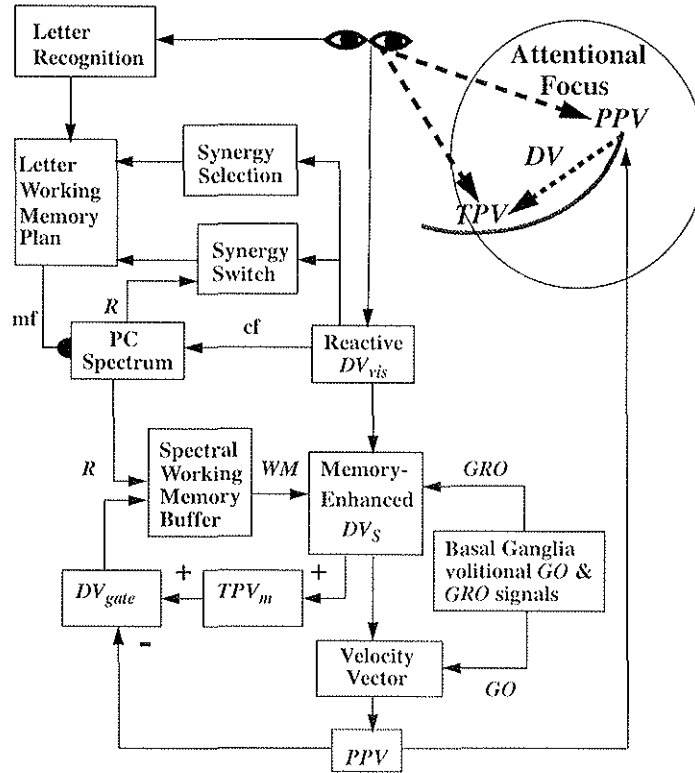 Letter
Recognition
Attentional
Focus
PPV
DV
TPV
Letter
Working
Memory
Plan
Synergy
Selection
Synergy
Switch
R
mf
cf
PC
Spectrum
Reactive
DVvis
R
Spectral
Working
Memory
Buffer
WM
Memory-
Enhanced
DVS
GRO
Basal Ganglia
volitional GO &
GRO signals
+
+
DVgate
TPVm
-
Velocity
Vector
GO
PPV